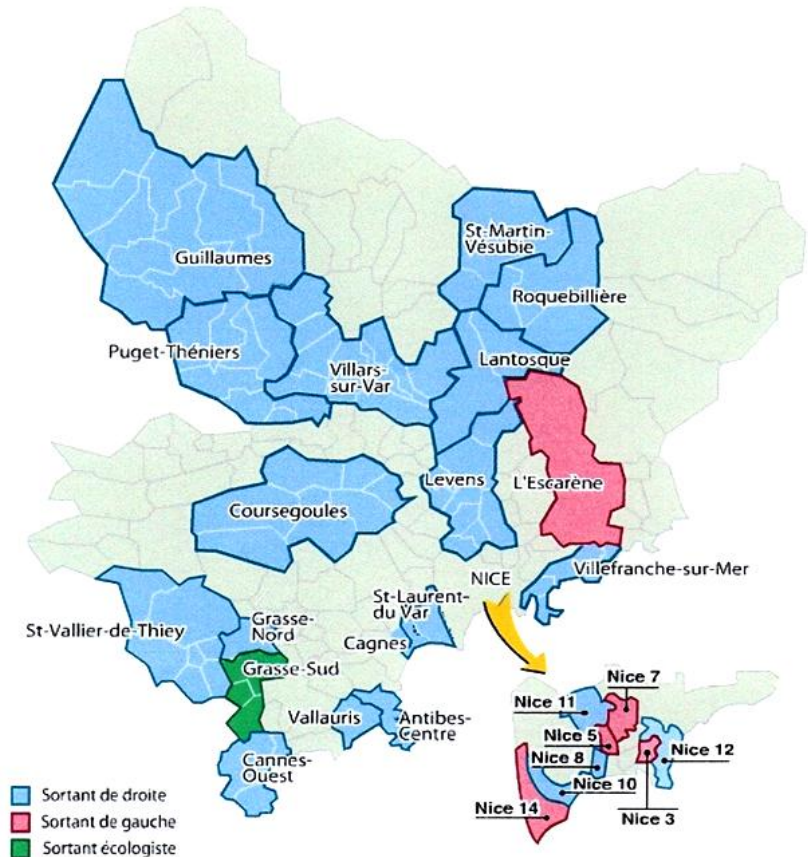 St-Martin-
Vésubie
Guillaumes
Roquebillière
Puget-Théniers
Lantosque
Villars-
sur-Var
Levens
L'Escarène
Coursegoules
NICE
Villefranche-sur-Mer
St-Laurent-
du Var
Grasse-
Nord
St-Vallier-de-Thiey
Cagnes
Grasse-Sud
Nice 7
Nice 11
Vallauris
Antibes-
Centre
Nice 5
Nice 12
Nice 8
Cannes-
Ouest
Nice 10
Nice 14
Nice 3
Sortant de droite
Sortant de gauche
Sortant écologiste